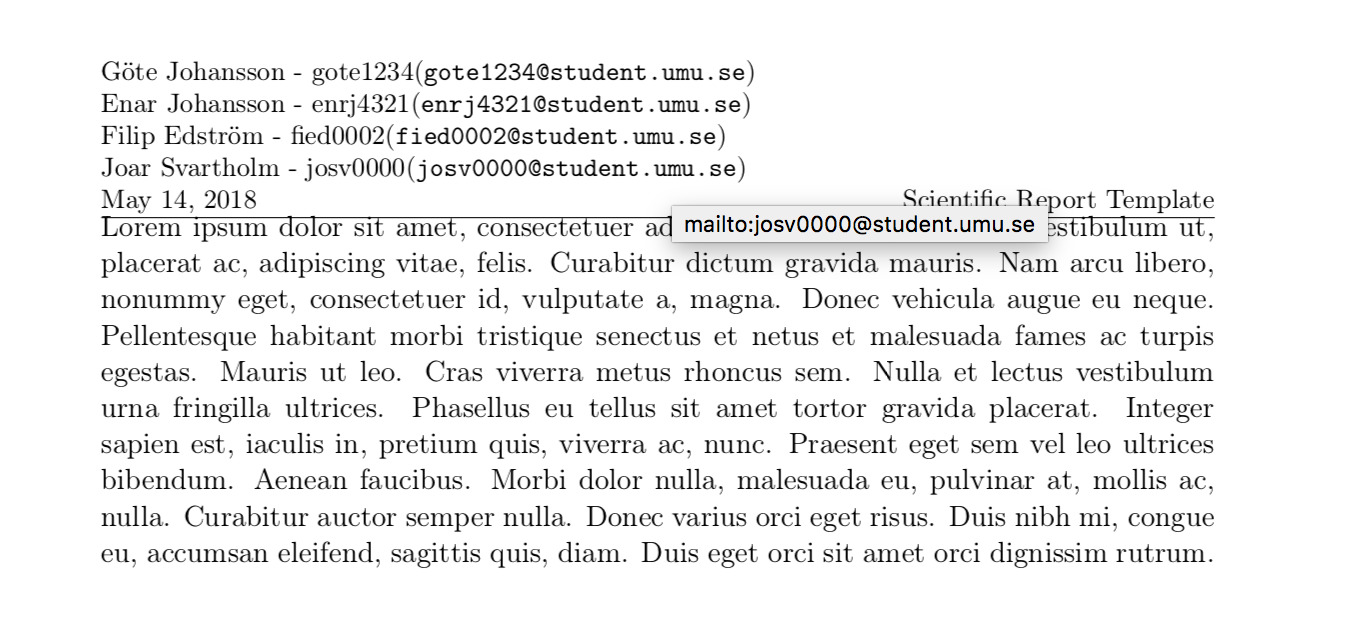 Göte Johansson - gote1234(gote1234@student.umu.se)
Enar Johansson - enrj4321(enrj4321@student.umu.se)
Filip Edström - fied0002(fied0002@student.umu.se)
Joar Svartholm - josv0000(josv0000@student.umu.se)
May 14, 2018 Scientific Report Template
mailto:josv0000@student.umu.se
Lorem ipsum dolor sit amet, consectetuer ut,
placerat ac, adipiscing vitae, felis. Curabitur dictum gravida mauris. Nam arcu libero,
nonummy eget, consectetuer id, vulputate a, magna. Donec vehicula augue eu neque.
Pellentesque habitant morbi tristique senectus et netus et malesuada fames ac turpis
egestas. Mauris ut leo. Cras viverra metus rhoncus sem. Nulla et lectus vestibulum
urna fringilla ultrices. Phasellus eu tellus sit amet tortor gravida placerat. Integer
sapien est, iaculis in, pretium quis, viverra ac, nunc. Praesent eget sem vel leo ultrices
bibendum. Aenean faucibus. Morbi dolor nulla, malesuada eu, pulvinar at, mollis ac,
nulla. Curabitur auctor semper nulla. Donec varius orci eget risus. Duis nibh mi, congue
eu, accumsan eleifend, sagittis quis, diam. Duis eget orci sit amet orci dignissim rutrum.